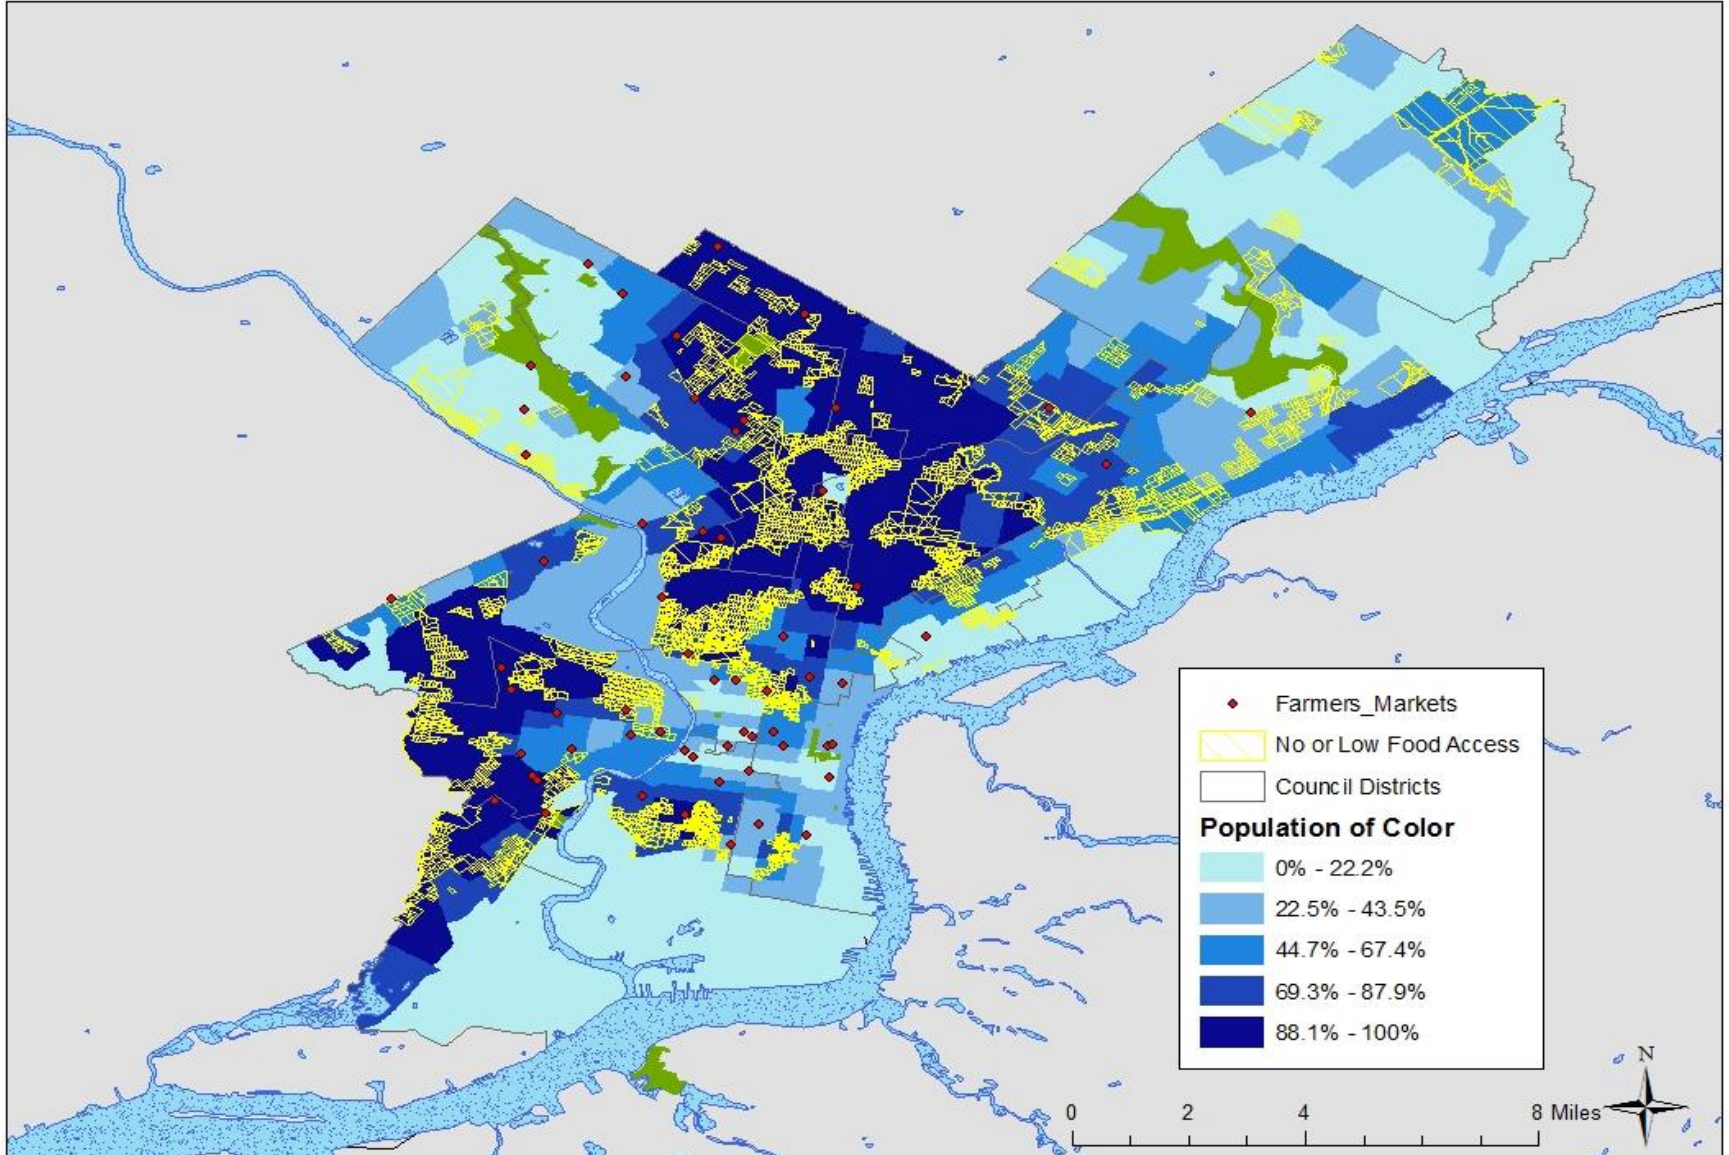 Farmers_Markets
No or Low Food Access
Council Districts
Population of Color
0% - 22.2%
22.5% - 43.5%
44.7% - 67.4%
69.3% - 87.9%
88.1% - 100%
N
0 2 4 8 Miles